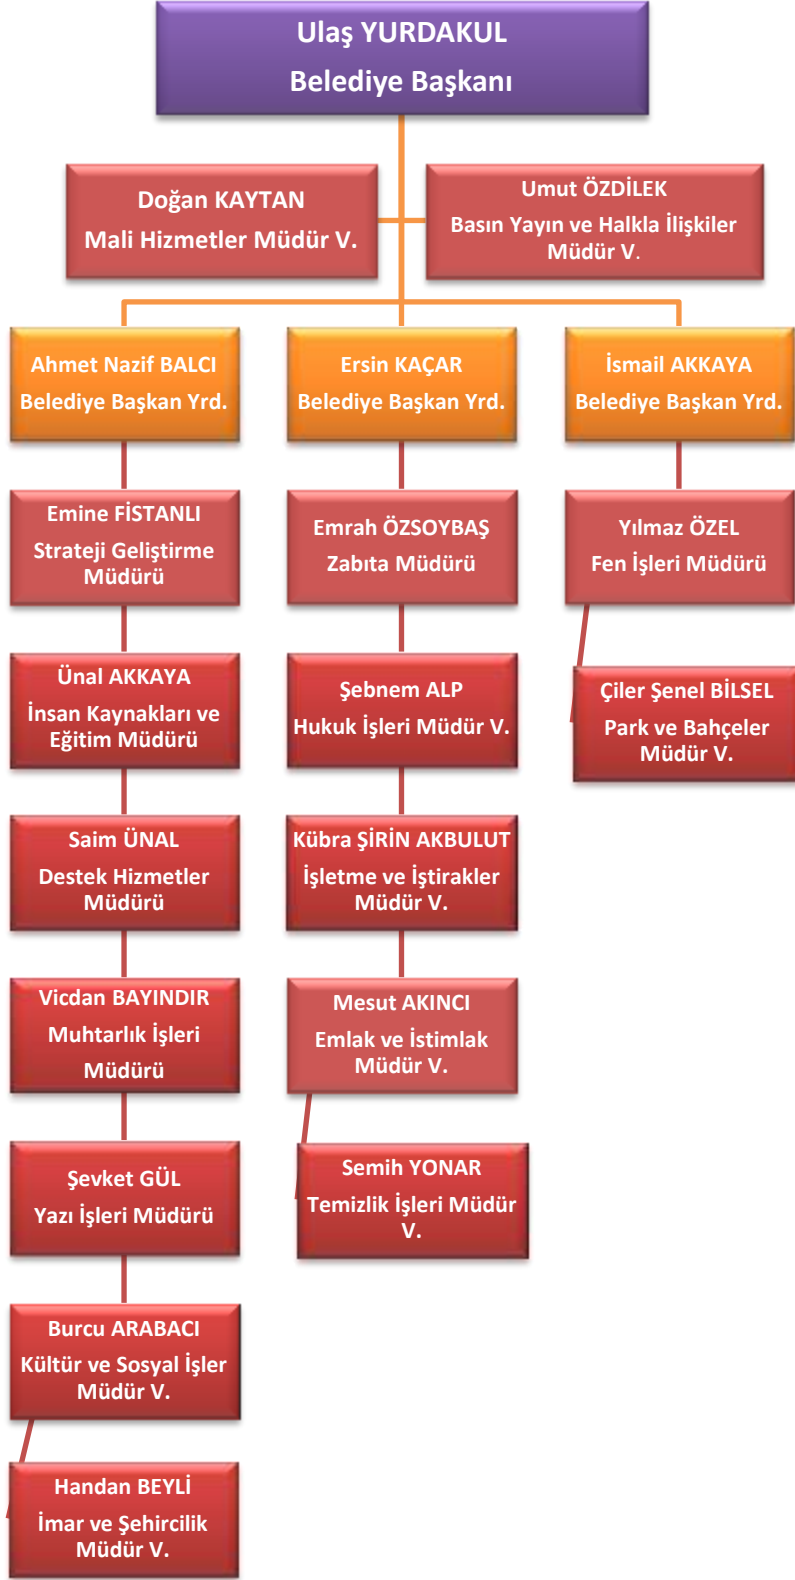 Ulaş YURDAKUL
Belediye Başkanı
Doğan KAYTAN
Mali Hizmetler Müdür V.
Umut ÖZDİLEK
Basın Yayın ve Halkla İlişkiler
Müdür V.
Ahmet Nazif BALCI
Belediye Başkan Yrd.
Ersin KAÇAR
Belediye Başkan Yrd.
İsmail AKKAYA
Belediye Başkan Yrd.
Emine FİSTANLI
Strateji Geliştirme
Müdürü
Emrah ÖZSOYBAŞ
Zabıta Müdürü
Yılmaz ÖZEL
Fen İşleri Müdürü
Ünal AKKAYA
İnsan Kaynakları ve
Eğitim Müdürü
Şebnem ALP
Hukuk İşleri Müdür V.
Çiler Şenel BİLSEL
Park ve Bahçeler
Müdür V.
Saim ÜNAL
Destek Hizmetler
Müdürü
Kübra ŞİRİN AKBULUT
İşletme ve İştirakler
Müdür V.
Vicdan BAYINDIR
Muhtarlık İşleri
Müdürü
Mesut AKINCI
Emlak ve İstimlak
Müdür V.
Şevket GÜL
Yazı İşleri Müdürü
Semih YONAR
Temizlik İşleri Müdür
V.
Burcu ARABACI
Kültür ve Sosyal İşler
Müdür V.
Handan BEYLİ
İmar ve Şehircilik
Müdür V.